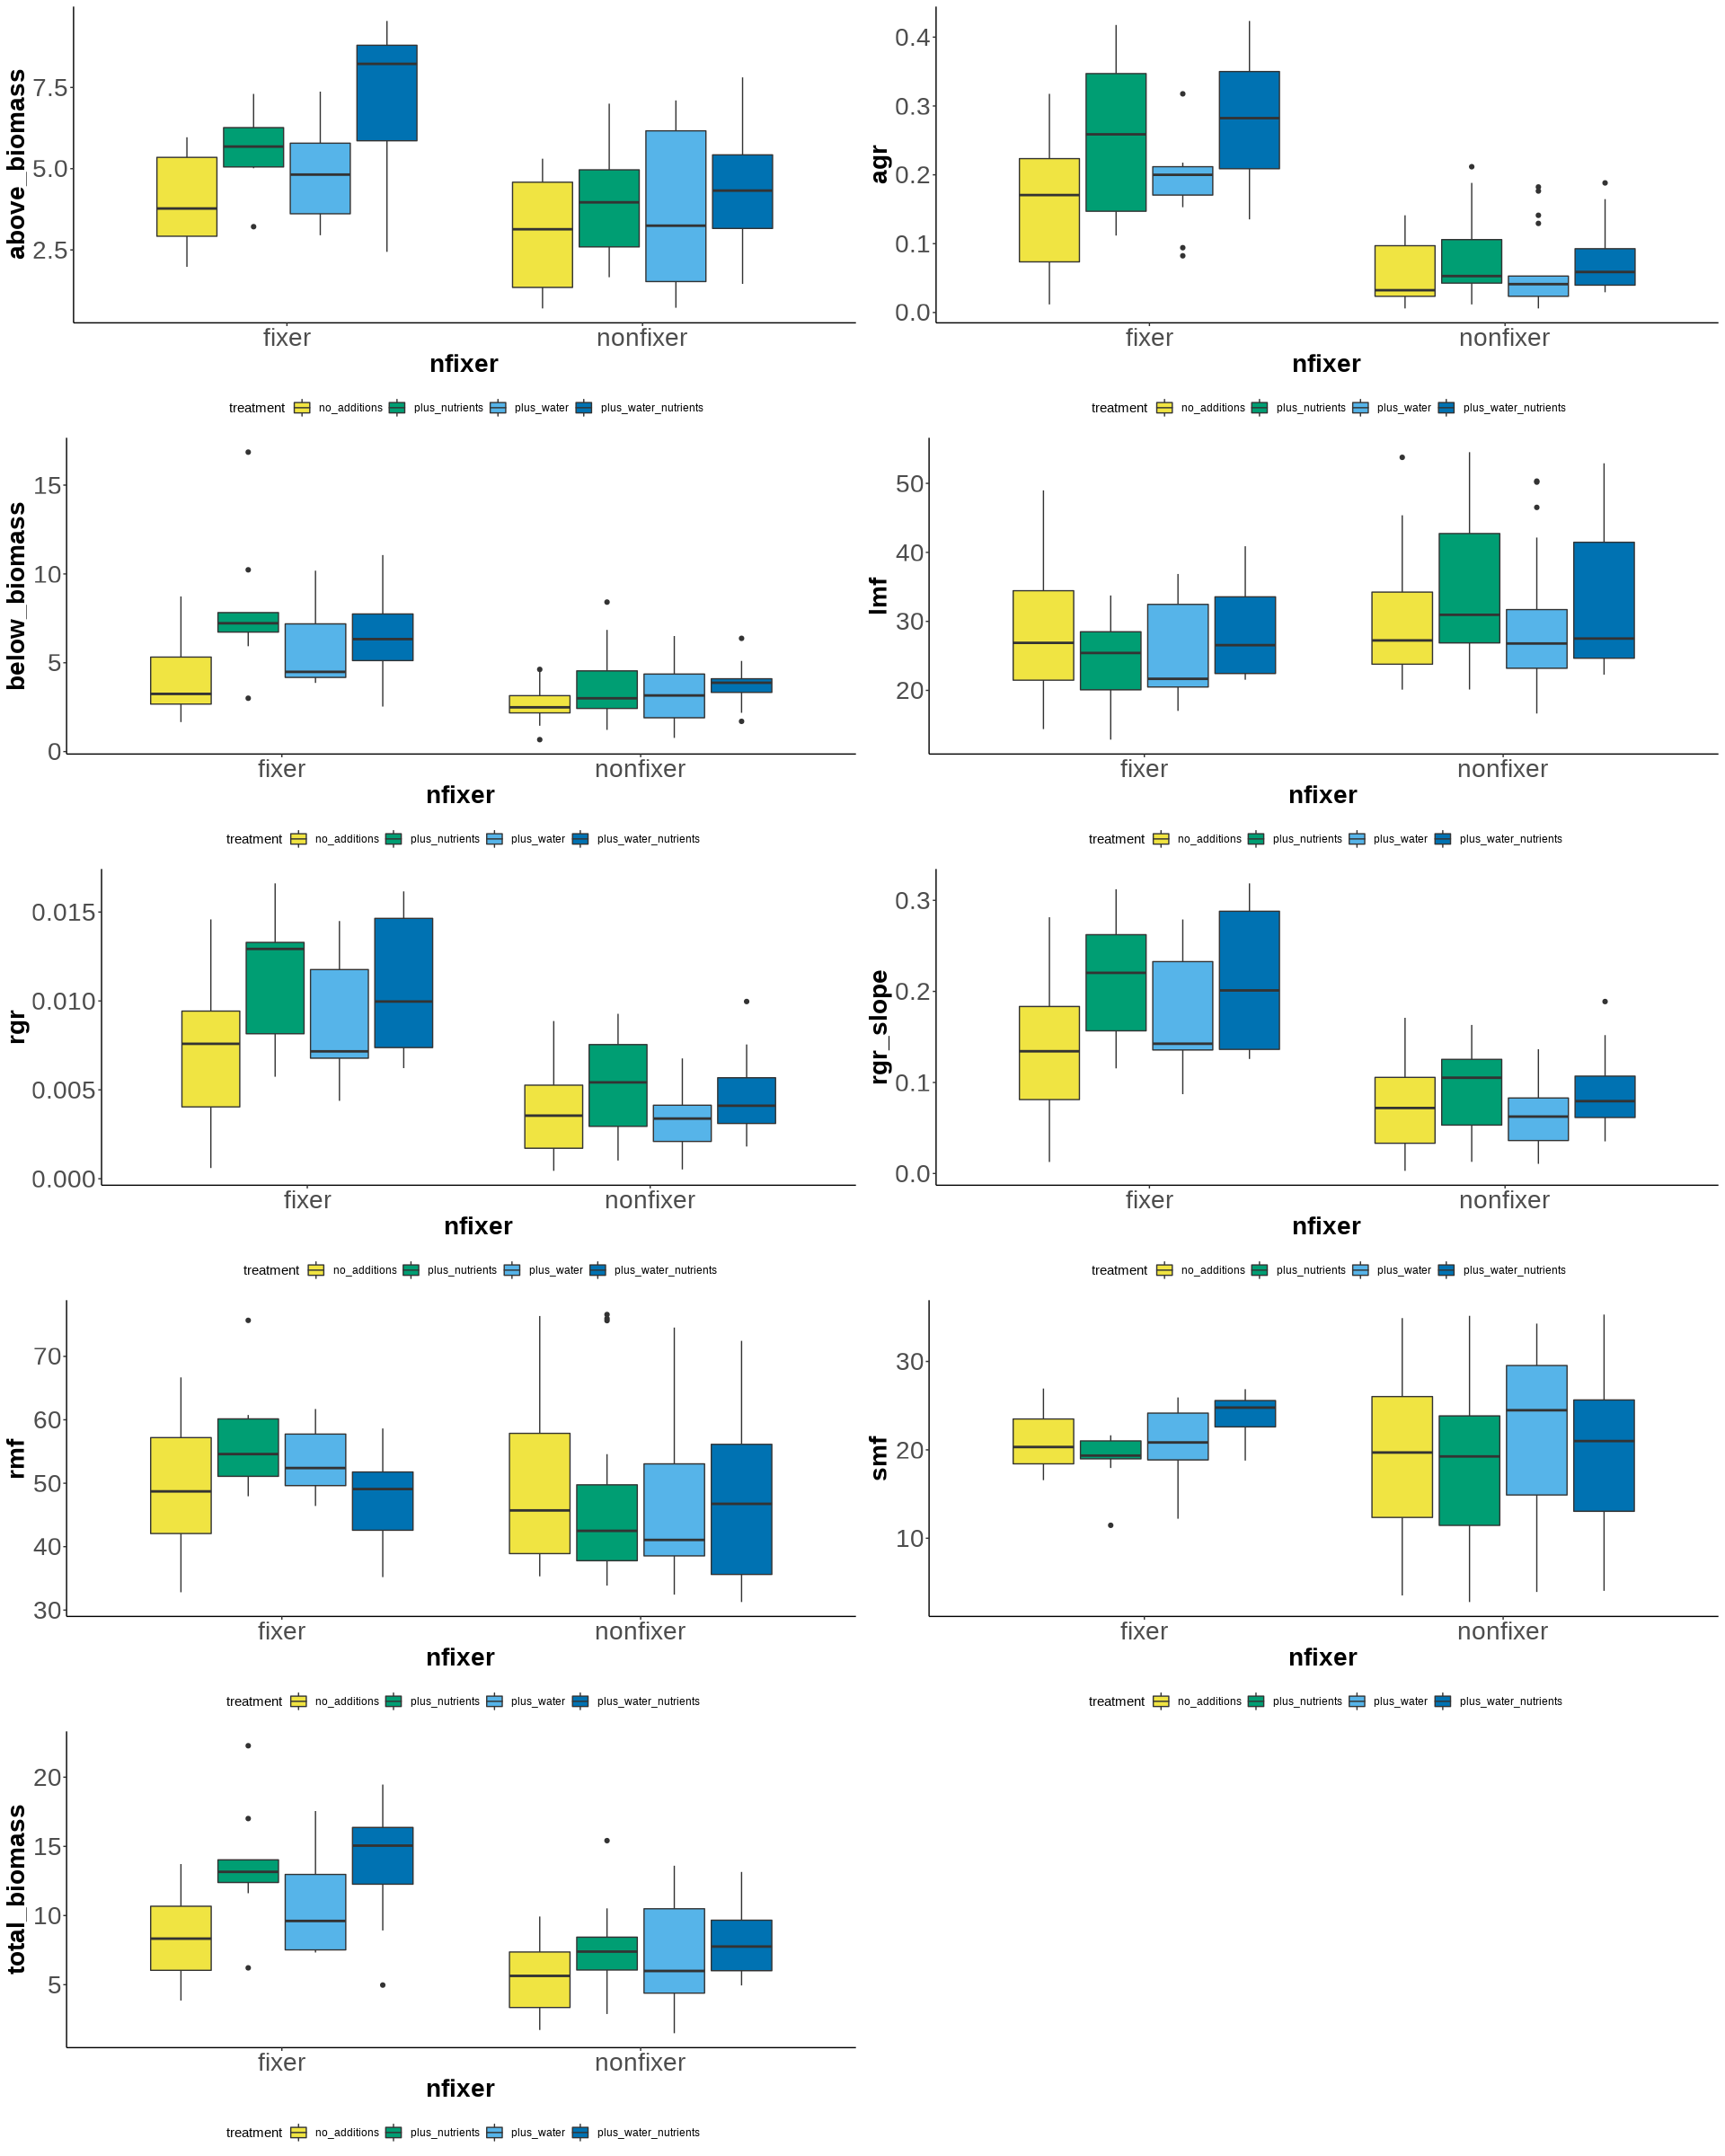 above_biomass
7.5
5.0
2.5
fixer nonfixer
nfixer
treatment no_additions plus_nutrients plus_water plus_water_nutrients
agr
0.4
0.3
0.2
0.1
0.0
fixer nonfixer
nfixer
treatment no_additions plus_nutrients plus_water plus_water_nutrients
below_biomass
15
10
5
0
fixer nonfixer
nfixer
treatment no_additions plus_nutrients plus_water plus_water_nutrients
lmf
50
40
30
20
fixer nonfixer
nfixer
treatment no_additions plus_nutrients plus_water plus_water_nutrients
rgr
0.015
0.010
0.005
0.000
fixer nonfixer
nfixer
treatment no_additions plus_nutrients plus_water plus_water_nutrients
rgr_slope
0.3
0.2
0.1
0.0
fixer nonfixer
nfixer
treatment no_additions plus_nutrients plus_water plus_water_nutrients
rmf
70
60
50
40
30
fixer nonfixer
nfixer
treatment no_additions plus_nutrients plus_water plus_water_nutrients
smf
30
20
10
fixer nonfixer
nfixer
treatment no_additions plus_nutrients plus_water plus_water_nutrients
total_biomass
20
15
10
5
fixer nonfixer
nfixer
treatment no_additions plus_nutrients plus_water plus_water_nutrients